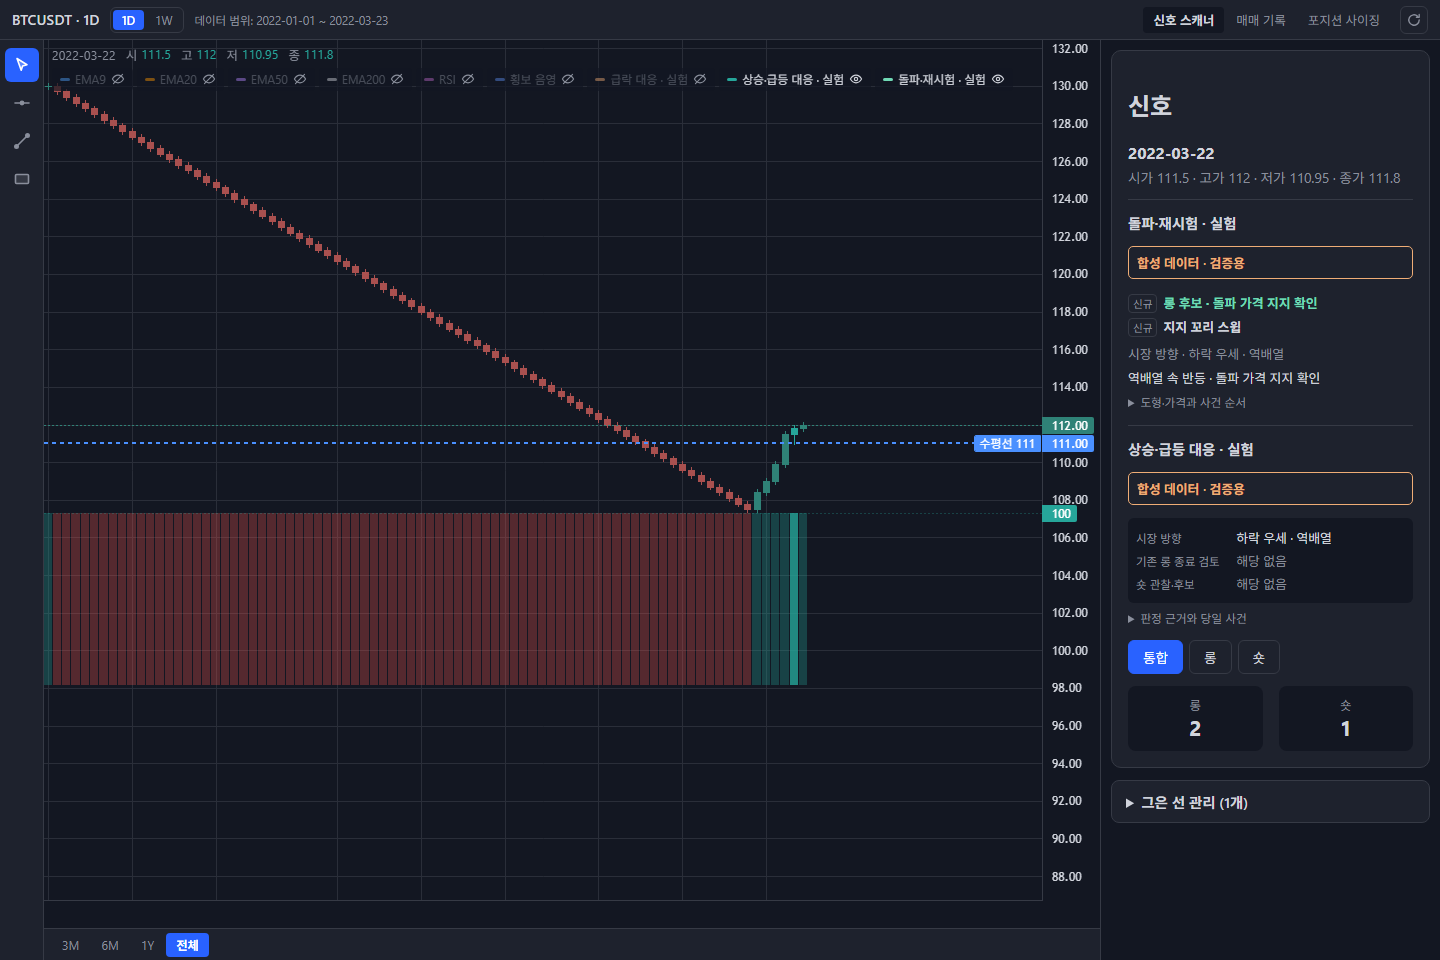 BTCUSDT · 1D 1D 1W 데이터 범위: 2022-01-01 ~ 2022-03-23 신호 스캐너 매매 기록 포지션 사이징
2022-03-22 시 111.5 고 112 저 110.95 종 111.8
EMA9 EMA20 EMA50 EMA200 RSI 횡보 음영 급락 대응 · 실험 상승·급등 대응 · 실험 돌파·재시험 · 실험
132.00
130.00
128.00
126.00
124.00
122.00
120.00
118.00
116.00
114.00
112.00
수평선 111 111.00
110.00
108.00
100
106.00
104.00
102.00
100.00
98.00
96.00
94.00
92.00
90.00
88.00
3M 6M 1Y 전체
신호
2022-03-22
시가 111.5 · 고가 112 · 저가 110.95 · 종가 111.8
돌파·재시험 · 실험
합성 데이터 · 검증용
신규 롱 후보 · 돌파 가격 지지 확인
신규 지지 꼬리 스윕
시장 방향 · 하락 우세 · 역배열
역배열 속 반등 · 돌파 가격 지지 확인
▶ 도형·가격과 사건 순서
상승·급등 대응 · 실험
합성 데이터 · 검증용
시장 방향 하락 우세 · 역배열
기존 롱 종료 검토 해당 없음
숏 관찰·후보 해당 없음
▶ 판정 근거와 당일 사건
통합 롱 숏
롱 숏
2 1
▶ 그은 선 관리 (1개)